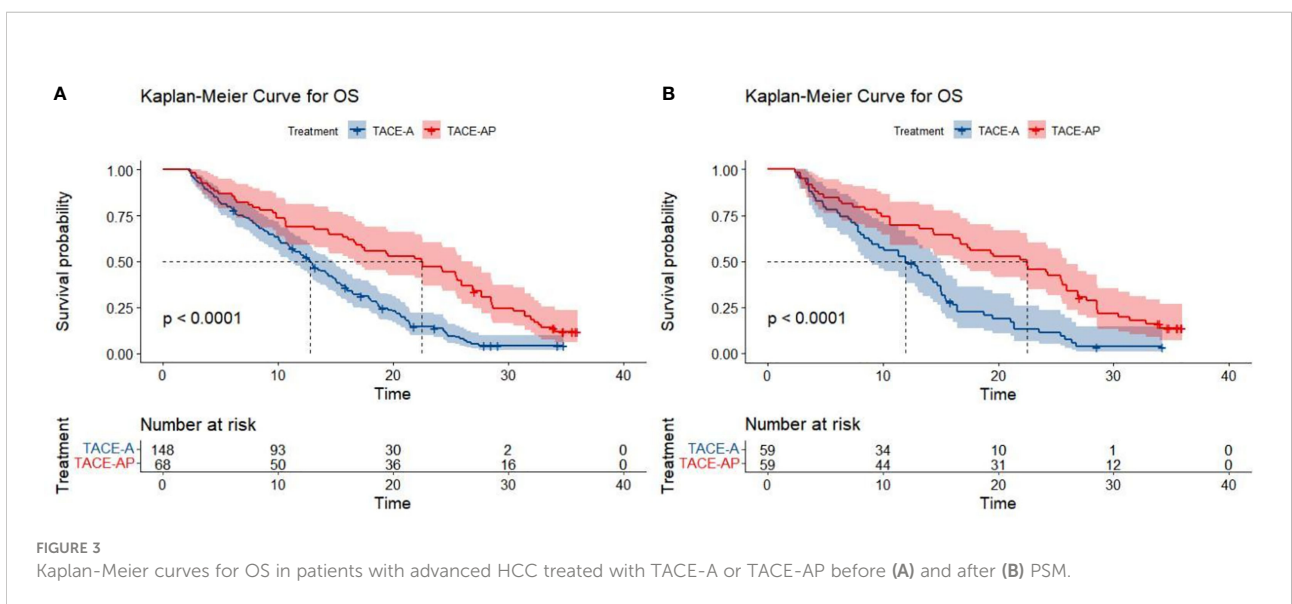 A
Kaplan-Meier Curve for OS
Treatment TACE-A TACE-AP
Survival probability
1.00
0.75
0.50
0.25
0.00
p < 0.0001
0 10 20 30 40
Time
Number at risk
Treatment
TACE-A 148 93 30 2 0
TACE-AP 68 50 36 16 0
0 10 20 30 40
Time
B
Kaplan-Meier Curve for OS
Treatment TACE-A TACE-AP
Survival probability
1.00
0.75
0.50
0.25
0.00
p < 0.0001
0 10 20 30 40
Time
Number at risk
Treatment
TACE-A 59 34 10 1 0
TACE-AP 59 44 31 12 0
0 10 20 30 40
Time
FIGURE 3
Kaplan-Meier curves for OS in patients with advanced HCC treated with TACE-A or TACE-AP before (A) and after (B) PSM.